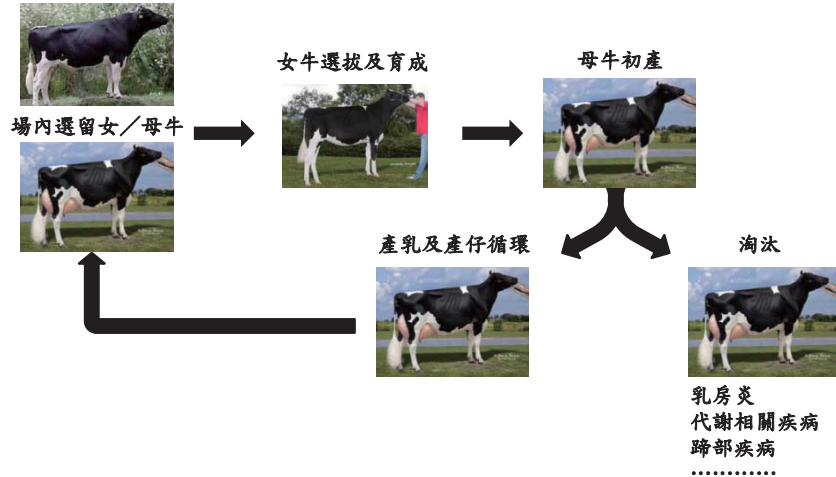 女牛選拔及育成
母牛初產
場內選留女／母牛
產乳及產仔循環
淘汰
乳房炎
代謝相關疾病
蹄部疾病
…………